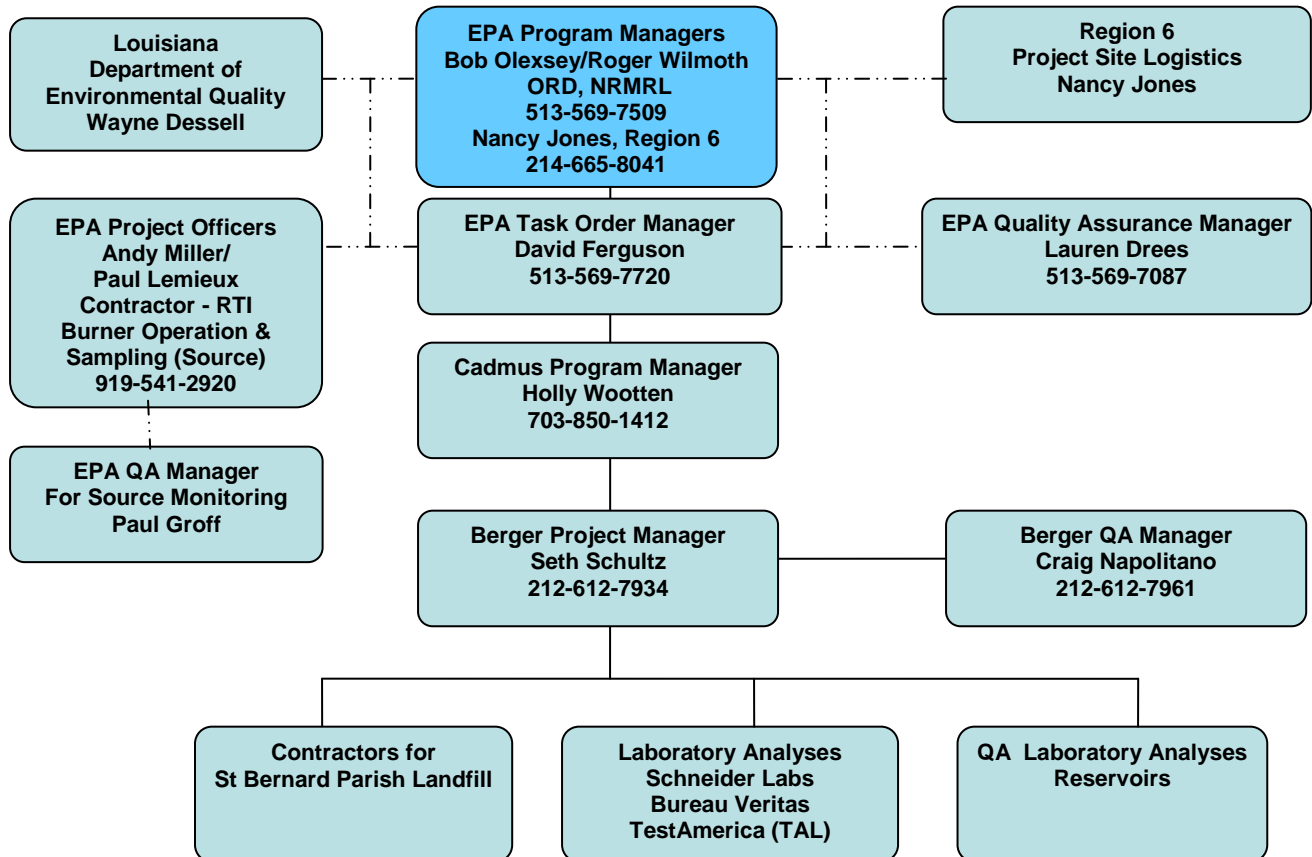 Louisiana
Department of
Environmental Quality
Wayne Dessell
EPA Program Managers
Bob Olexsey/Roger Wilmoth
ORD, NRMRL
513-569-7509
Nancy Jones, Region 6
214-665-8041
Region 6
Project Site Logistics
Nancy Jones
EPA Project Officers
Andy Miller/
Paul Lemieux
Contractor - RTI
Burner Operation &
Sampling (Source)
919-541-2920
EPA Task Order Manager
David Ferguson
513-569-7720
EPA Quality Assurance Manager
Lauren Drees
513-569-7087
Cadmus Program Manager
Holly Wootten
703-850-1412
EPA QA Manager
For Source Monitoring
Paul Groff
Berger Project Manager
Seth Schultz
212-612-7934
Berger QA Manager
Craig Napolitano
212-612-7961
Contractors for
St Bernard Parish Landfill
Laboratory Analyses
Schneider Labs
Bureau Veritas
TestAmerica (TAL)
QA Laboratory Analyses
Reservoirs